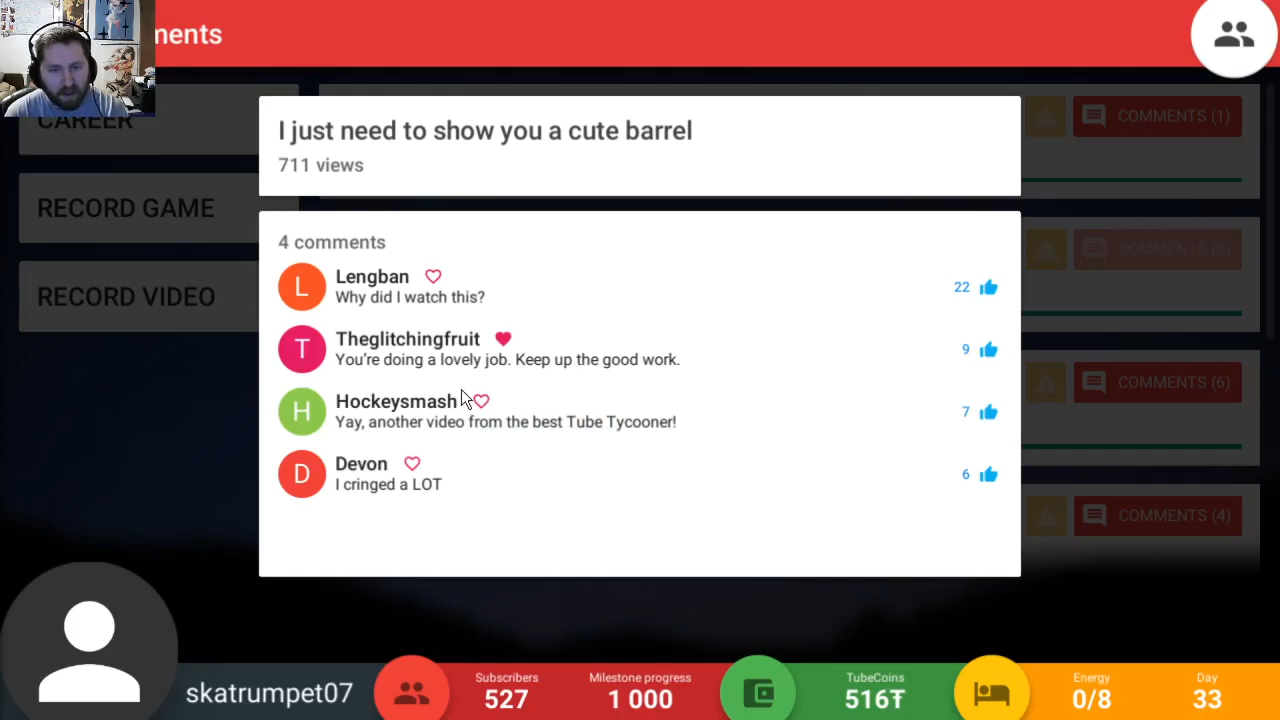 ments
CAREER
RECORD GAME
RECORD VIDEO
I just need to show you a cute barrel
711 views
4 comments
L
Lengban
Why did I watch this?
22
T
Theglitchingfruit
You're doing a lovely job. Keep up the good work.
9
H
Hockeysmash
Yay, another video from the best Tube Tycooner!
7
D
Devon
I cringed a LOT
6
COMMENTS (1)
COMMENTS (6)
COMMENTS (4)
skatrumpet07
Subscribers
527
Milestone progress
1 000
TubeCoins
516Ŧ
Energy
0/8
Day
33